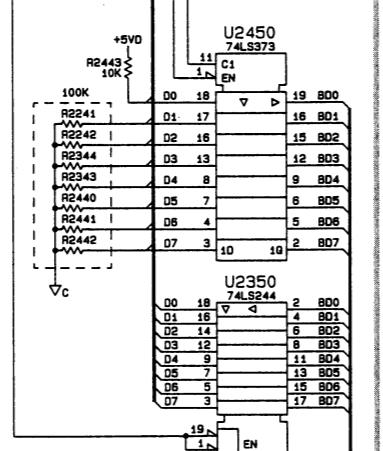 U2450
74LS373
+5VD
R2443
10K
11 C1
1 EN
100K
D0 18 19 BD0
R2241 D1 17 16 BD1
R2242 D2 16 15 BD2
R2344 D3 13 12 BD3
R2343 D4 8 9 BD4
R2440 D5 7 6 BD5
R2441 D6 4 5 BD6
R2442 D7 3 1D 1Q 2 BD7
C
U2350
74LS244
D0 18 2 BD0
D1 16 4 BD1
D2 14 6 BD2
D3 12 8 BD3
D4 9 11 BD4
D5 7 13 BD5
D6 5 15 BD6
D7 3 17 BD7
19
1 EN